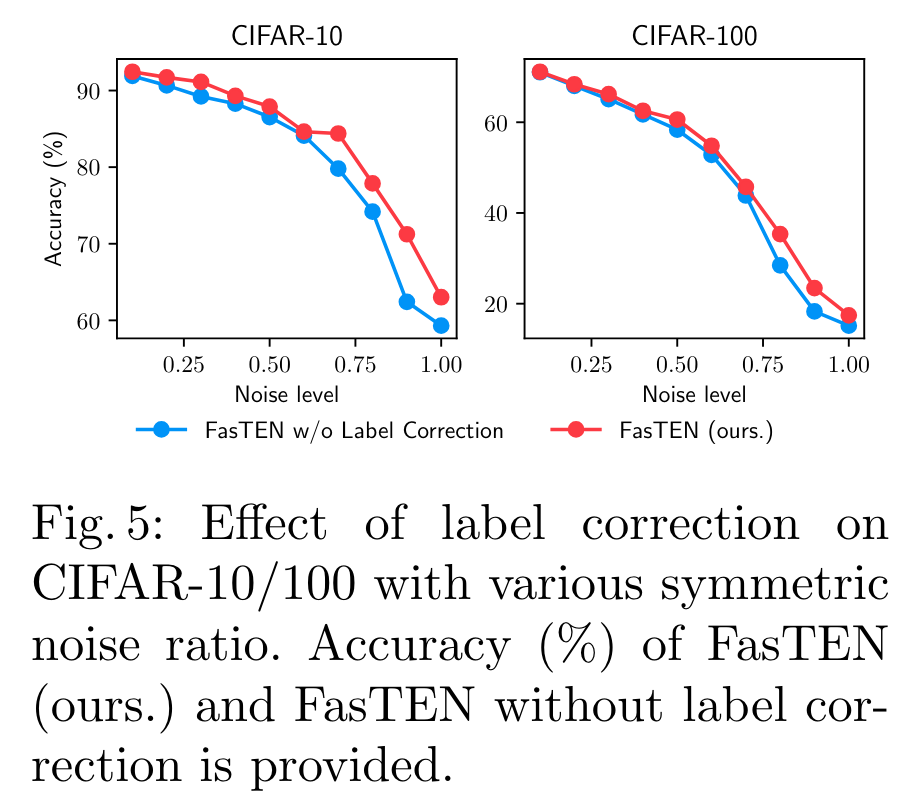 CIFAR-10
CIFAR-100
Accuracy (%)
90
80
70
60
60
40
20
0.25 0.50 0.75 1.00
0.25 0.50 0.75 1.00
Noise level
Noise level
FasTEN w/o Label Correction
FasTEN (ours.)
Fig. 5: Effect of label correction on
CIFAR-10/100 with various symmetric
noise ratio. Accuracy (%) of FasTEN
(ours.) and FasTEN without label cor-
rection is provided.